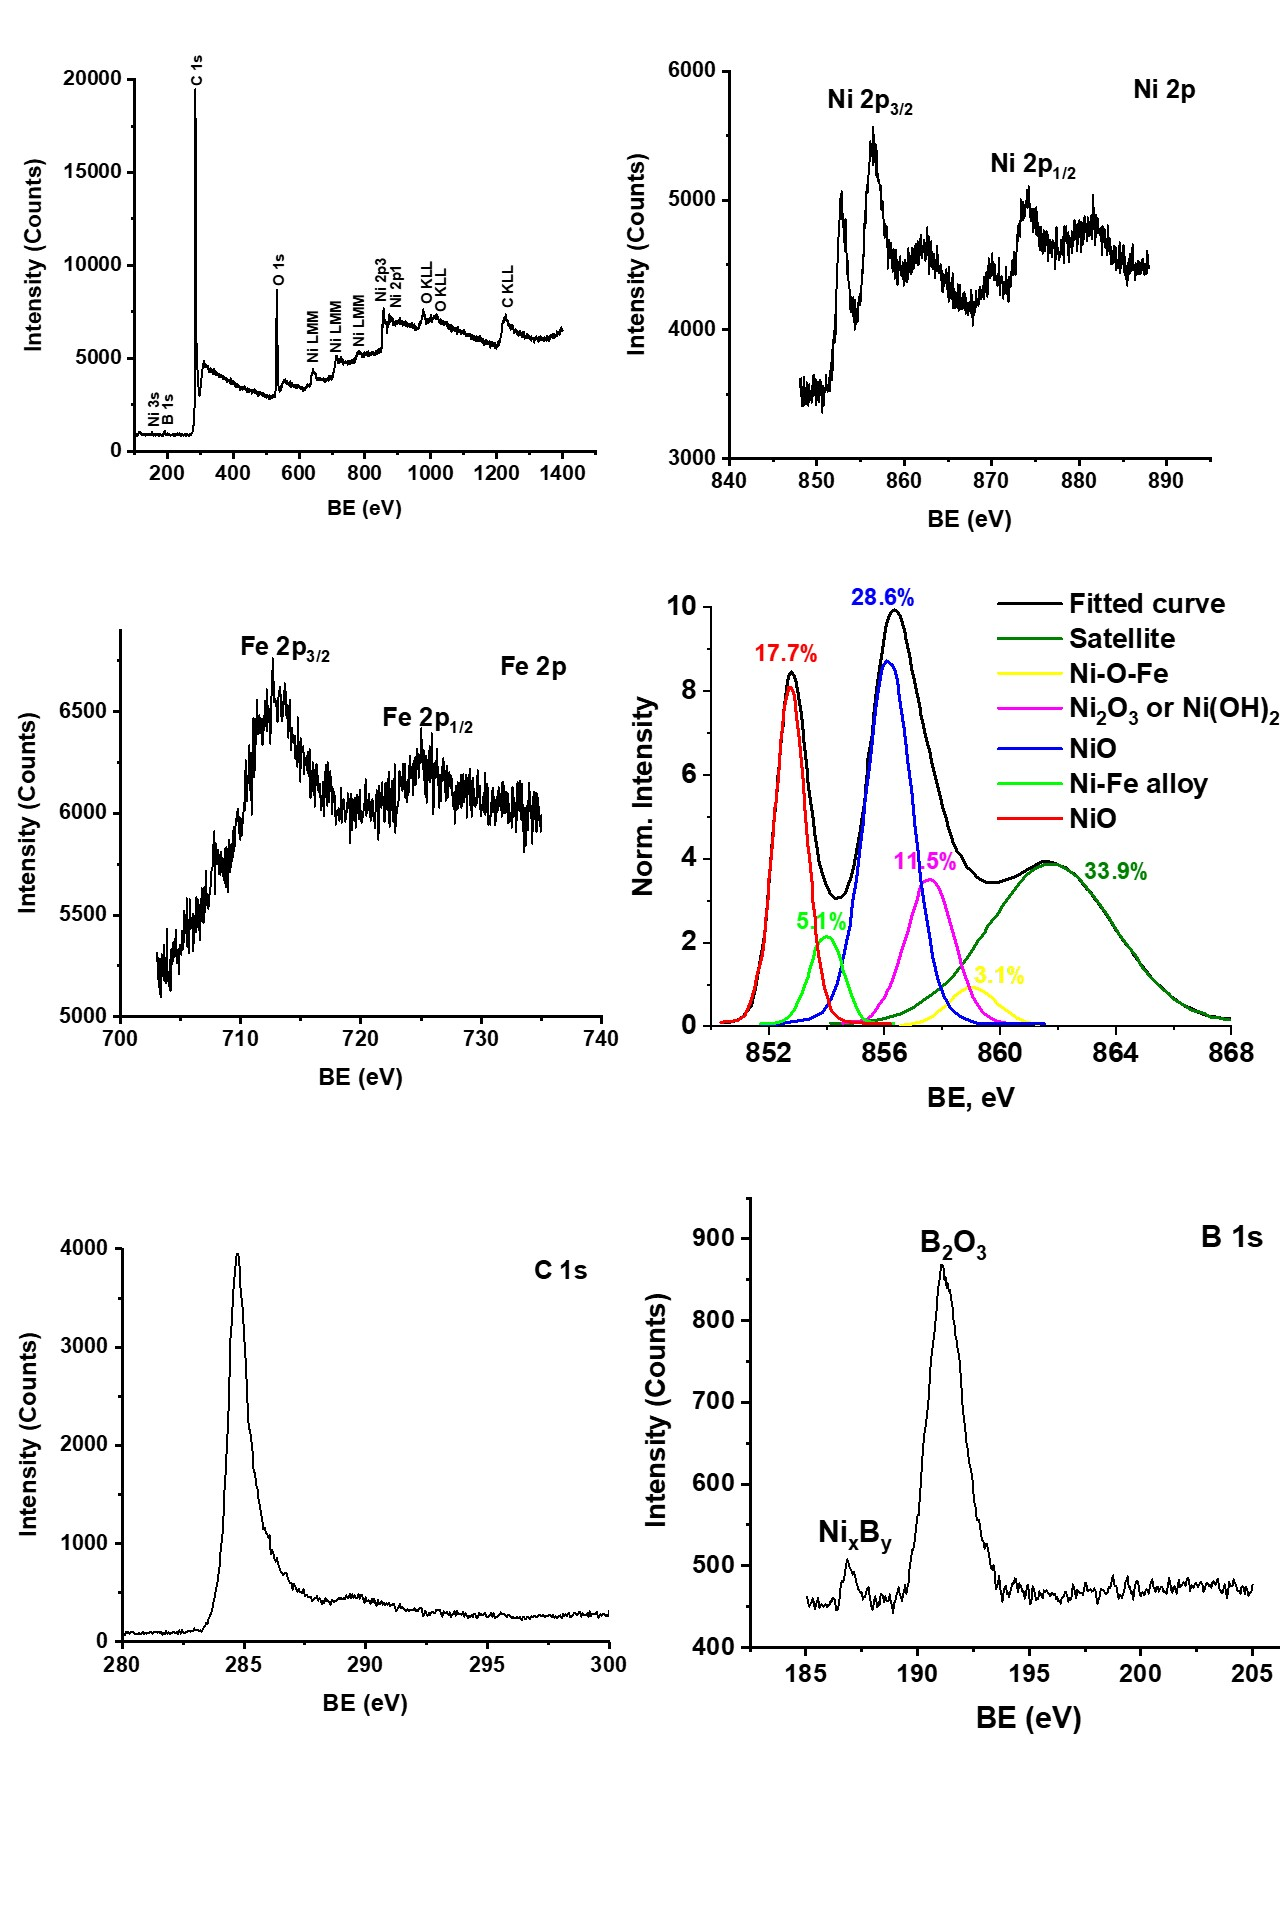 C 1s
O 1s
Ni 3s
B 1s
Ni LMM
Ni LMM
Ni LMM
Ni 2p3
Ni 2p1
O KLL
O KLL
C KLL
20000
15000
10000
5000
0
200 400 600 800 1000 1200 1400
Intensity (Counts)
BE (eV)
Ni 2p
Ni 2p3/2
Ni 2p1/2
6000
5000
4000
3000
840 850 860 870 880 890
Intensity (Counts)
BE (eV)
Fe 2p
Fe 2p3/2
Fe 2p1/2
6500
6000
5500
5000
700 710 720 730 740
Intensity (Counts)
BE (eV)
28.6%
17.7%
11.5%
33.9%
5.1%
3.1%
Fitted curve
Satellite
Ni-O-Fe
Ni2O3 or Ni(OH)2
NiO
Ni-Fe alloy
NiO
10
8
6
4
2
0
852 856 860 864 868
Norm. Intensity
BE, eV
C 1s
4000
3000
2000
1000
0
280 285 290 295 300
Intensity (Counts)
BE (eV)
B 1s
B2O3
NixBy
900
800
700
600
500
400
185 190 195 200 205
Intensity (Counts)
BE (eV)